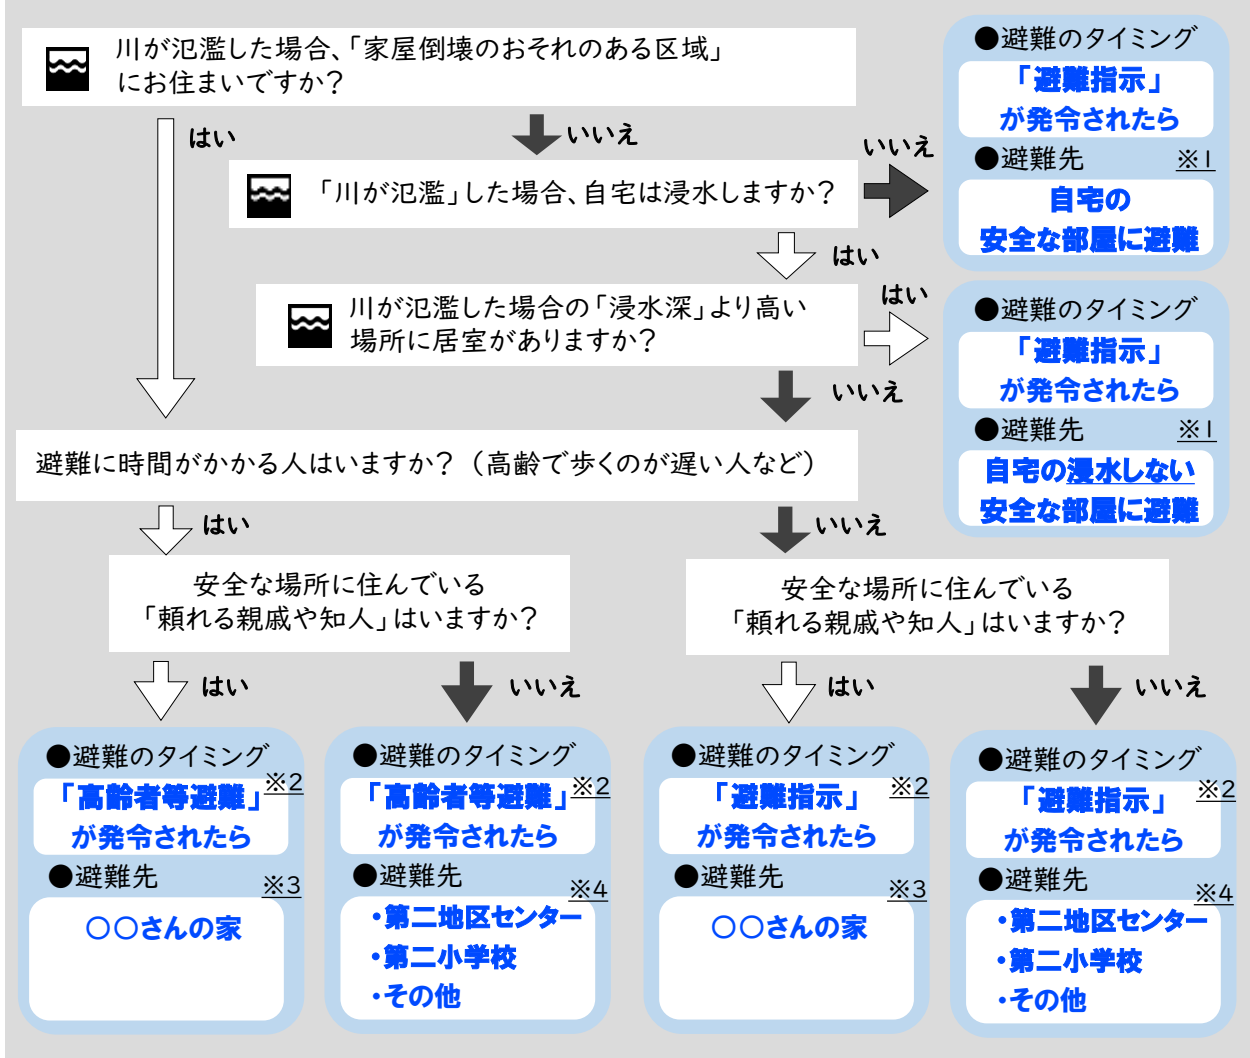 川が氾濫した場合、「家屋倒壊のおそれのある区域」
にお住まいですか？
はい
いいえ
「川が氾濫」した場合、自宅は浸水しますか？
いいえ
●避難のタイミング
「避難指示」
が発令されたら
●避難先 ※1
自宅の
安全な部屋に避難
はい
川が氾濫した場合の「浸水深」より高い
場所に居室がありますか？
はい
●避難のタイミング
「避難指示」
が発令されたら
●避難先 ※1
自宅の浸水しない
安全な部屋に避難
いいえ
避難に時間がかかる人はいますか？（高齢で歩くのが遅い人など）
はい
いいえ
安全な場所に住んでいる
「頼れる親戚や知人」はいますか？
安全な場所に住んでいる
「頼れる親戚や知人」はいますか？
はい
いいえ
はい
いいえ
●避難のタイミング
「高齢者等避難」※2
が発令されたら
●避難先 ※3
〇〇さんの家
●避難のタイミング
「高齢者等避難」※2
が発令されたら
●避難先 ※4
・第二地区センター
・第二小学校
・その他
●避難のタイミング
「避難指示」 ※2
が発令されたら
●避難先 ※3
〇〇さんの家
●避難のタイミング
「避難指示」 ※2
が発令されたら
●避難先 ※4
・第二地区センター
・第二小学校
・その他